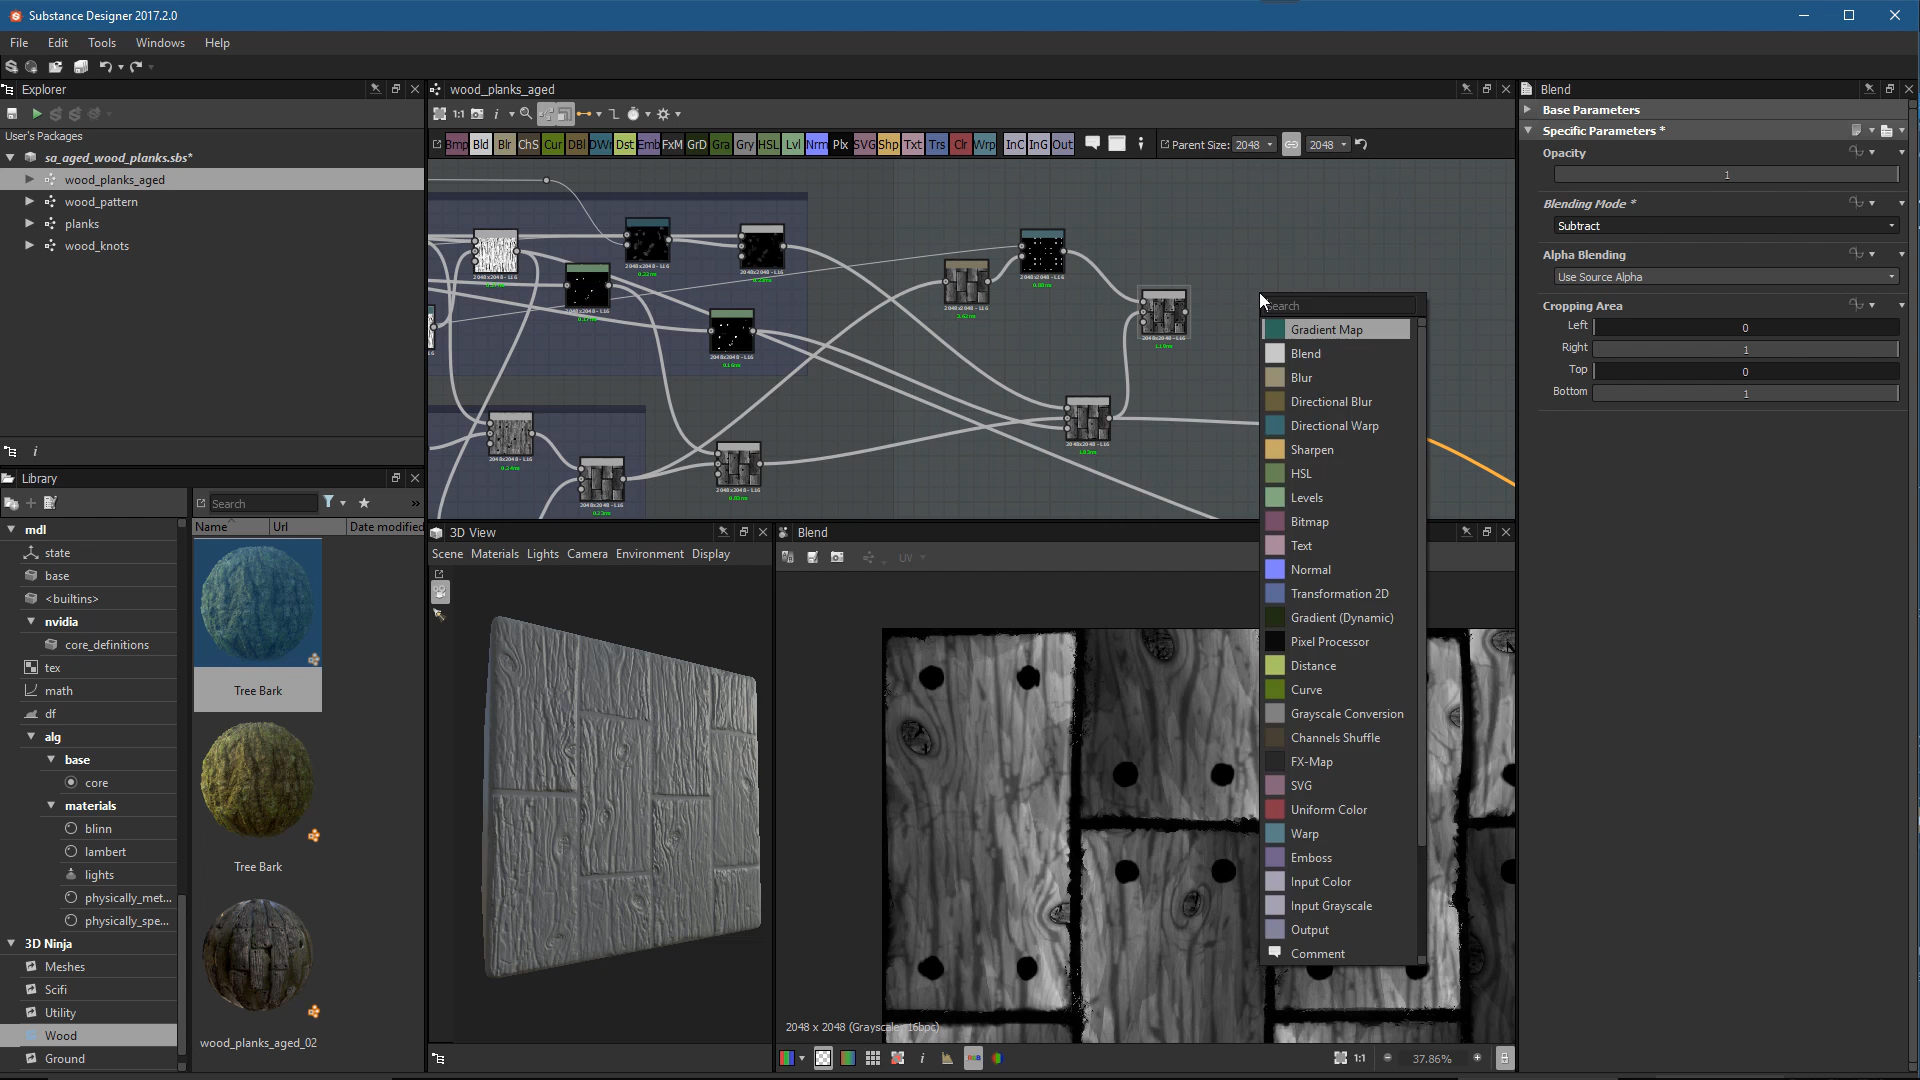 Substance Designer 2017.2.0
File Edit Tools Windows Help
Explorer
User's Packages
sa_aged_wood_planks.sbs*
wood_planks_aged
wood_pattern
planks
wood_knots
Library
Search
Name Url Date modified
mdl
state
base
<builtins>
nvidia
core_definitions
tex
math
df
alg
base
core
materials
blinn
lambert
lights
physically_met...
physically_spe...
3D Ninja
Meshes
Scifi
Utility
Wood
Ground
Tree Bark
Tree Bark
wood_planks_aged_02
wood_planks_aged
1:1
Bmp Bld Blr ChS Cur DBl DWr Dst Emb FxM GrD Gra Gry HSL Lvl Nrm Plx SVG Shp Txt Trs Clr Wrp InC InG Out
Parent Size: 2048 2048
3D View
Scene Materials Lights Camera Environment Display
Blend
UV
2048 x 2048 (Grayscale, 16bpc)
1:1 37.86%
Search
Gradient Map
Blend
Blur
Directional Blur
Directional Warp
Sharpen
HSL
Levels
Bitmap
Text
Normal
Transformation 2D
Gradient (Dynamic)
Pixel Processor
Distance
Curve
Grayscale Conversion
Channels Shuffle
FX-Map
SVG
Uniform Color
Warp
Emboss
Input Color
Input Grayscale
Output
Comment
Blend
Base Parameters
Specific Parameters *
Opacity
1
Blending Mode *
Subtract
Alpha Blending
Use Source Alpha
Cropping Area
Left 0
Right 1
Top 0
Bottom 1